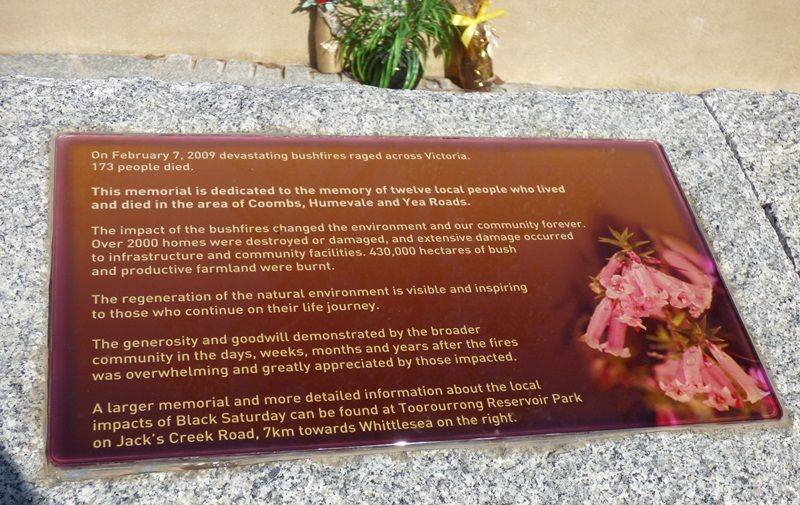 On February 7, 2009 devastating bushfires raged across Victoria.
173 people died.
This memorial is dedicated to the memory of twelve local people who lived
and died in the area of Coombs, Humevale and Yea Roads.
The impact of the bushfires changed the environment and our community forever.
Over 2000 homes were destroyed or damaged, and extensive damage occurred
to infrastructure and community facilities. 430,000 hectares of bush
and productive farmland were burnt.
The regeneration of the natural environment is visible and inspiring
to those who continue on their life journey.
The generosity and goodwill demonstrated by the broader
community in the days, weeks, months and years after the fires
was overwhelming and greatly appreciated by those impacted.
A larger memorial and more detailed information about the local
impacts of Black Saturday can be found at Toorourrong Reservoir Park
on Jack's Creek Road, 7km towards Whittlesea on the right.